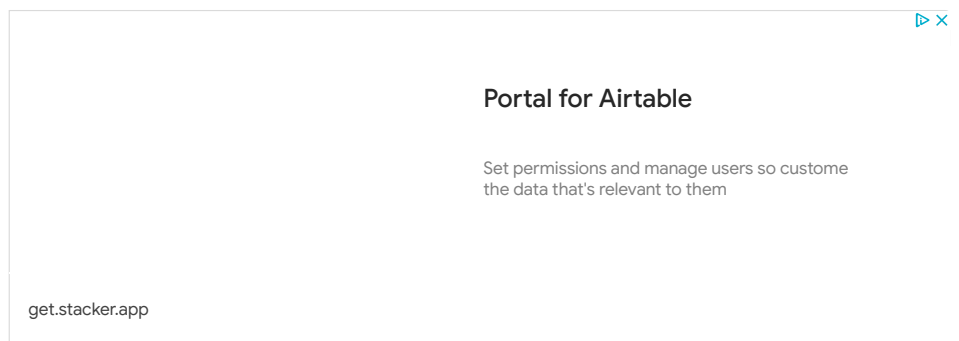 Portal for Airtable
Set permissions and manage users so custome
the data that's relevant to them
get.stacker.app